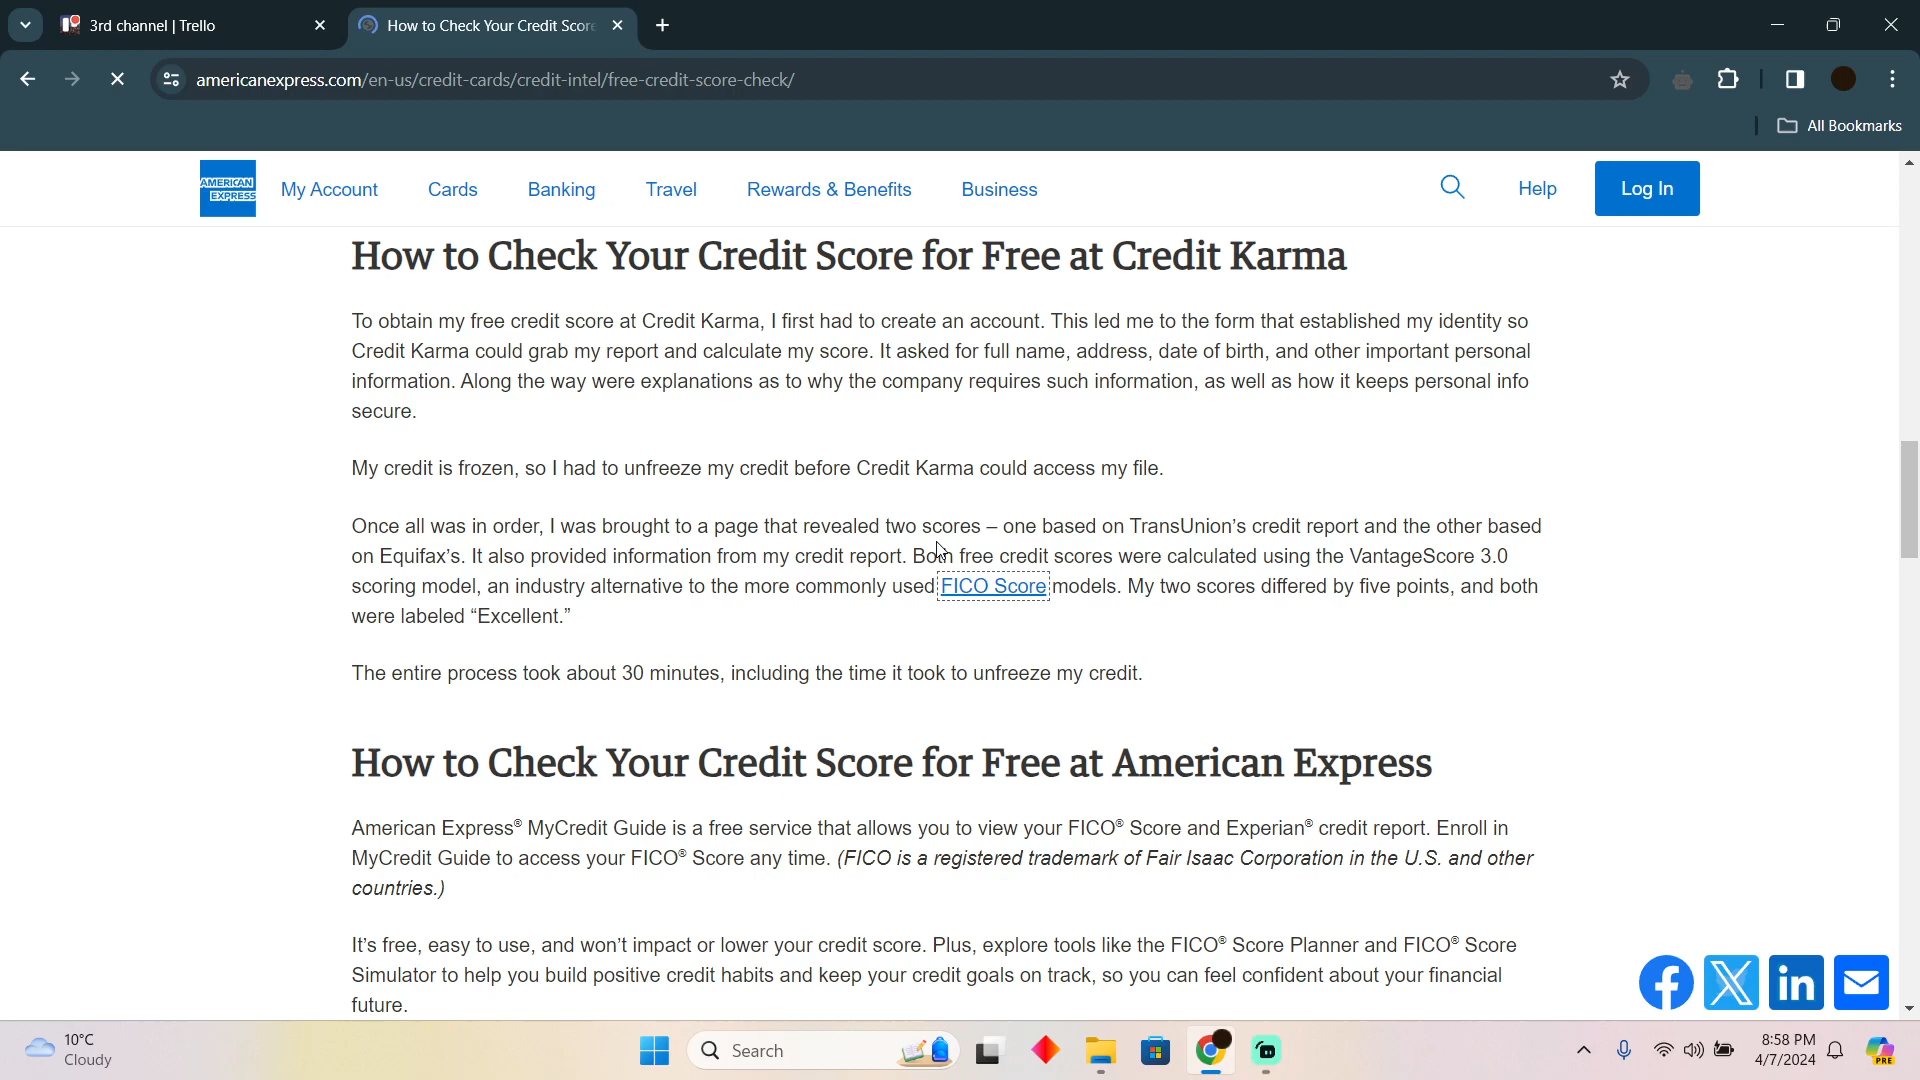 3rd channel | Trello
How to Check Your Credit Score
americanexpress.com/en-us/credit-cards/credit-intel/free-credit-score-check/
All Bookmarks
AMERICAN
EXPRESS
My Account
Cards
Banking
Travel
Rewards & Benefits
Business
Help
Log In
How to Check Your Credit Score for Free at Credit Karma
To obtain my free credit score at Credit Karma, I first had to create an account. This led me to the form that established my identity so
Credit Karma could grab my report and calculate my score. It asked for full name, address, date of birth, and other important personal
information. Along the way were explanations as to why the company requires such information, as well as how it keeps personal info
secure.
My credit is frozen, so I had to unfreeze my credit before Credit Karma could access my file.
Once all was in order, I was brought to a page that revealed two scores – one based on TransUnion’s credit report and the other based
on Equifax’s. It also provided information from my credit report. Both free credit scores were calculated using the VantageScore 3.0
scoring model, an industry alternative to the more commonly used FICO Score models. My two scores differed by five points, and both
were labeled “Excellent.”
The entire process took about 30 minutes, including the time it took to unfreeze my credit.
How to Check Your Credit Score for Free at American Express
American Express® MyCredit Guide is a free service that allows you to view your FICO® Score and Experian® credit report. Enroll in
MyCredit Guide to access your FICO® Score any time. (FICO is a registered trademark of Fair Isaac Corporation in the U.S. and other
countries.)
It’s free, easy to use, and won’t impact or lower your credit score. Plus, explore tools like the FICO® Score Planner and FICO® Score
Simulator to help you build positive credit habits and keep your credit goals on track, so you can feel confident about your financial
future.
10°C
Cloudy
Search
8:58 PM
4/7/2024
PRE